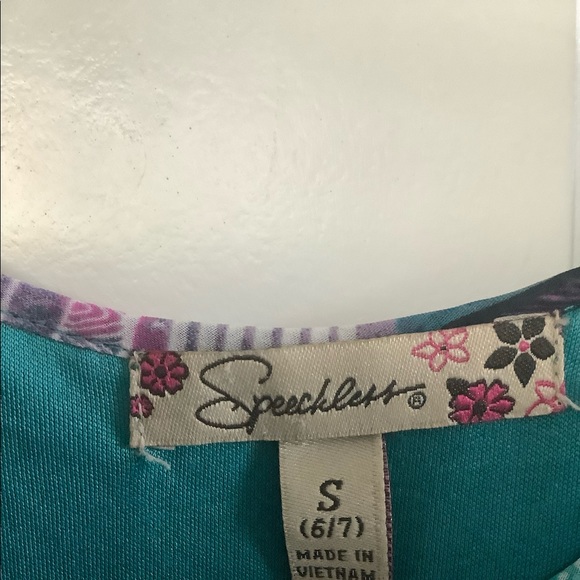 Speechless®
S
(6/7)
MADE IN
VIETNAM